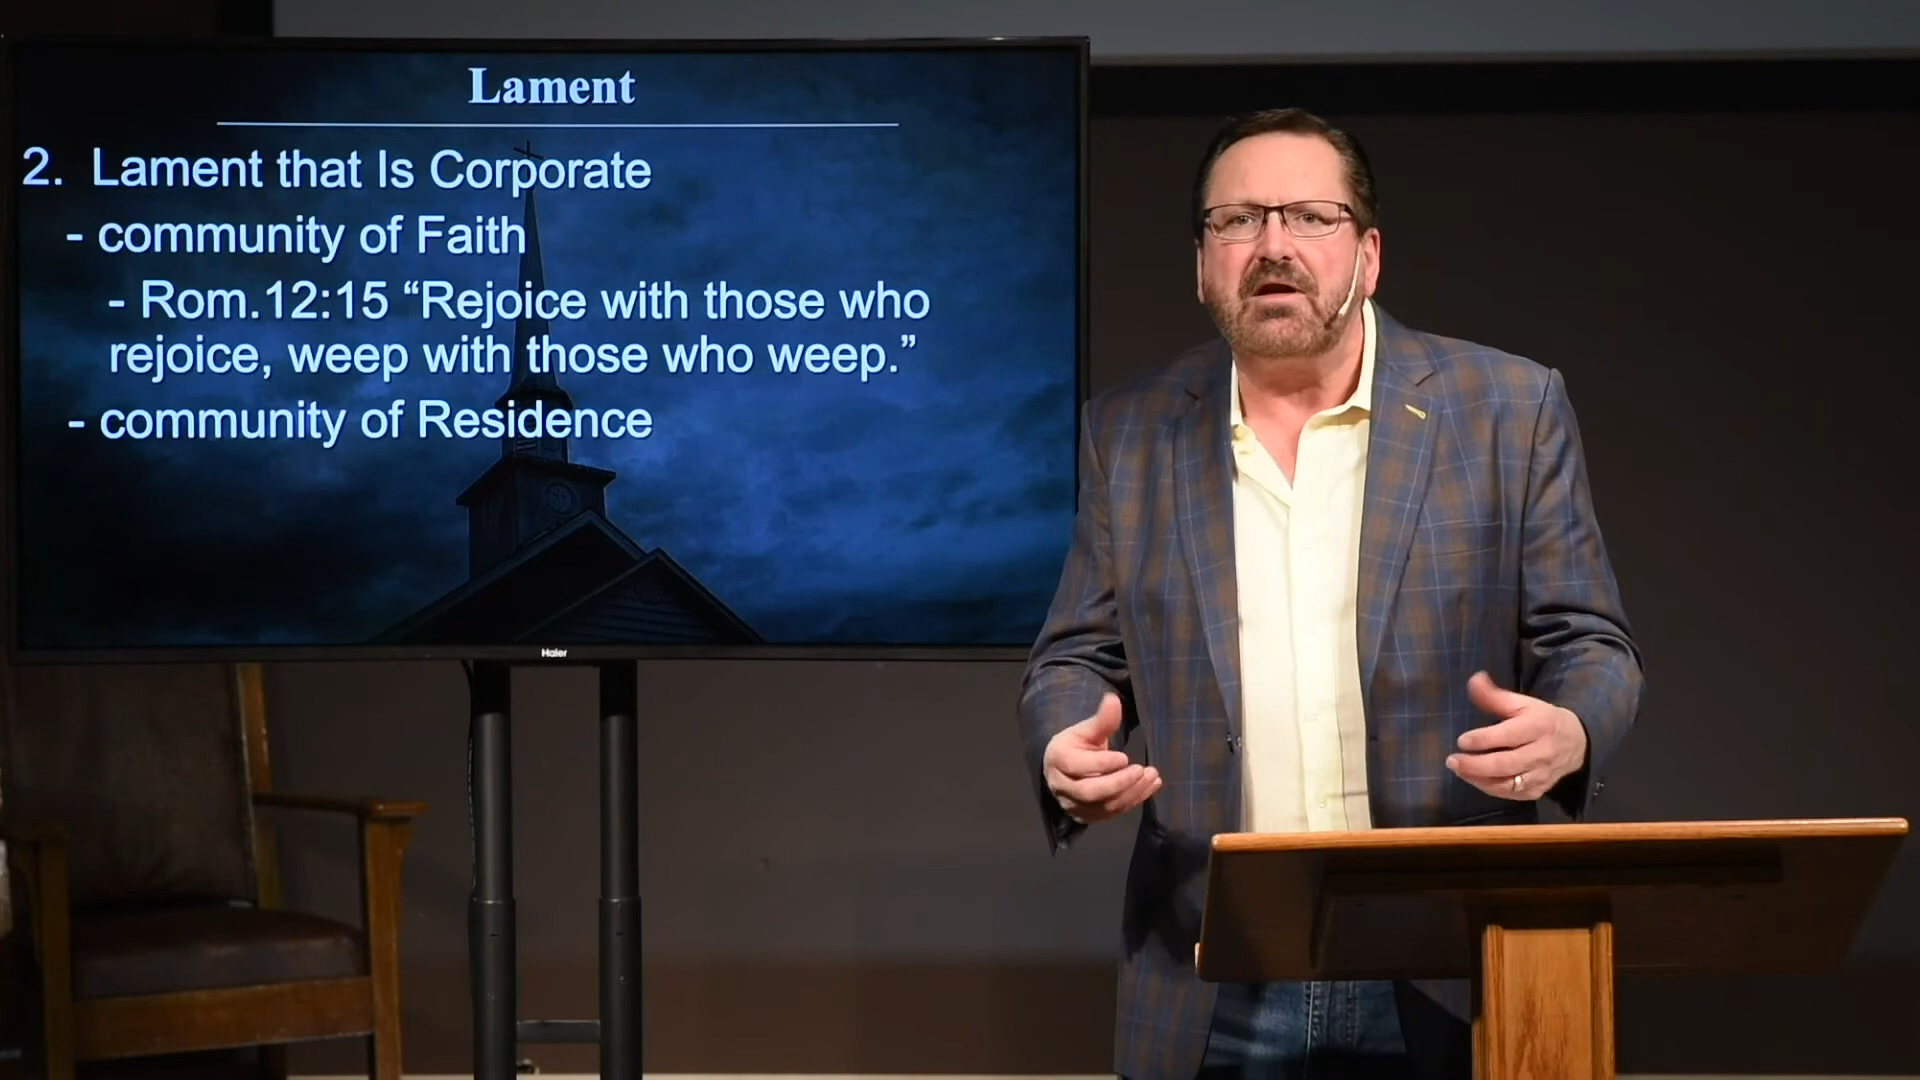 Lament
2. Lament that Is Corporate
- community of Faith
- Rom.12:15 “Rejoice with those who
rejoice, weep with those who weep.”
- community of Residence
Haier